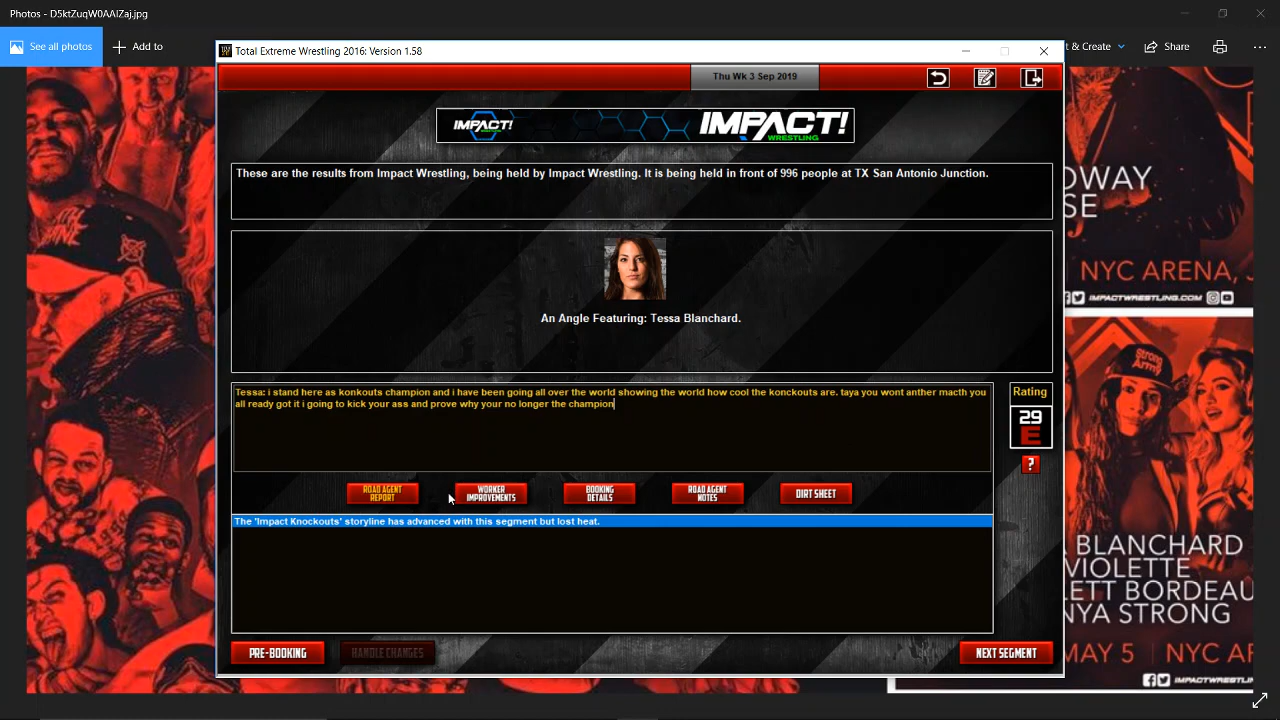 Photos - D5ktZuqW0AAIZaj.jpg
See all photos
Add to
t & Create
Share
Total Extreme Wrestling 2016: Version 1.58
Thu Wk 3 Sep 2019
IMPACT!
WRESTLING
IMPACT!
WRESTLING
These are the results from Impact Wrestling, being held by Impact Wrestling. It is being held in front of 996 people at TX San Antonio Junction.
An Angle Featuring: Tessa Blanchard.
Tessa: i stand here as konkouts champion and i have been going all over the world showing the world how cool the konckouts are. taya you wont anther macth you
all ready got it i going to kick your ass and prove why your no longer the champion
Rating
29
E
?
ROAD AGENT
REPORT
WORKER
IMPROVEMENTS
BOOKING
DETAILS
ROAD AGENT
NOTES
DIRT SHEET
The 'Impact Knockouts' storyline has advanced with this segment but lost heat.
PRE-BOOKING
HANDLE CHANGES
NEXT SEGMENT
OWAY
SE
NYC ARENA,
IMPACTWRESTLING.COM
Strong
Army
BLANCHARD
VIOLETTE
LETT BORDEAU
NYA STRONG
MAY 5 | NYC AR
IMPACTWRESTLIN